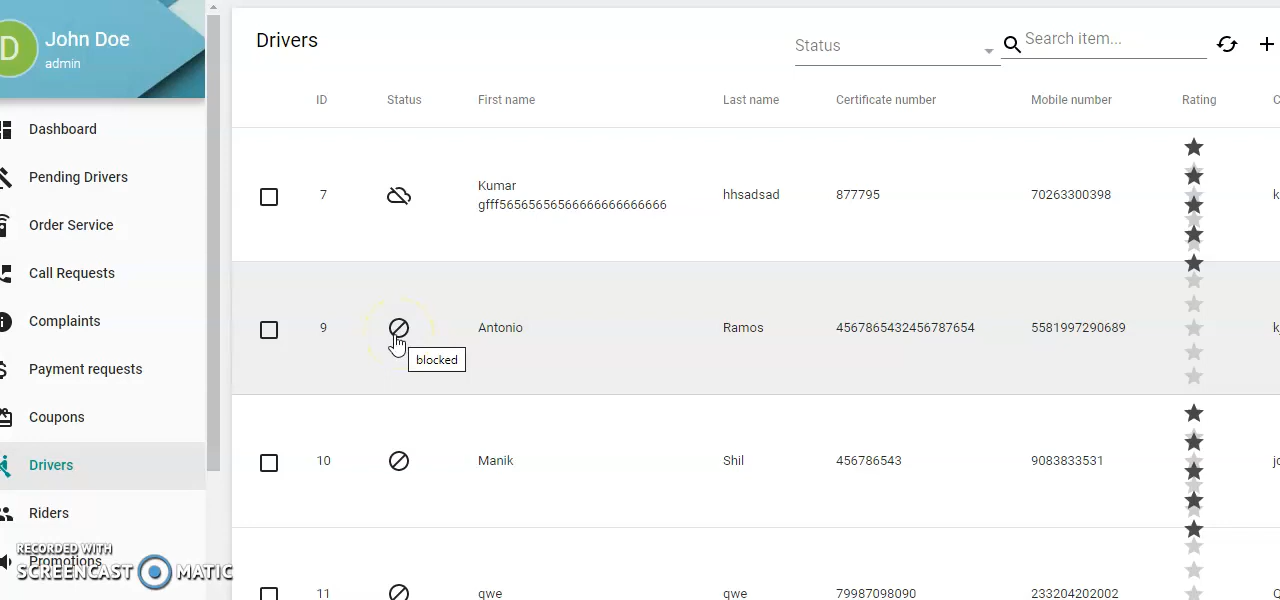 D
John Doe
admin
Dashboard
Pending Drivers
Order Service
Call Requests
Complaints
Payment requests
Coupons
Drivers
Riders
Promotions
RECORDED WITH
SCREENCAST MATIC
Drivers
Status
Search item...
ID Status First name Last name Certificate number Mobile number Rating C
7 Kumar hhsadsad 877795 70263300398 k
gfff56565656566666666666666
9 Antonio Ramos 4567865432456787654 5581997290689 k
blocked
10 Manik Shil 456786543 9083833531 jo
11 qwe qwe 79987098090 233204202002